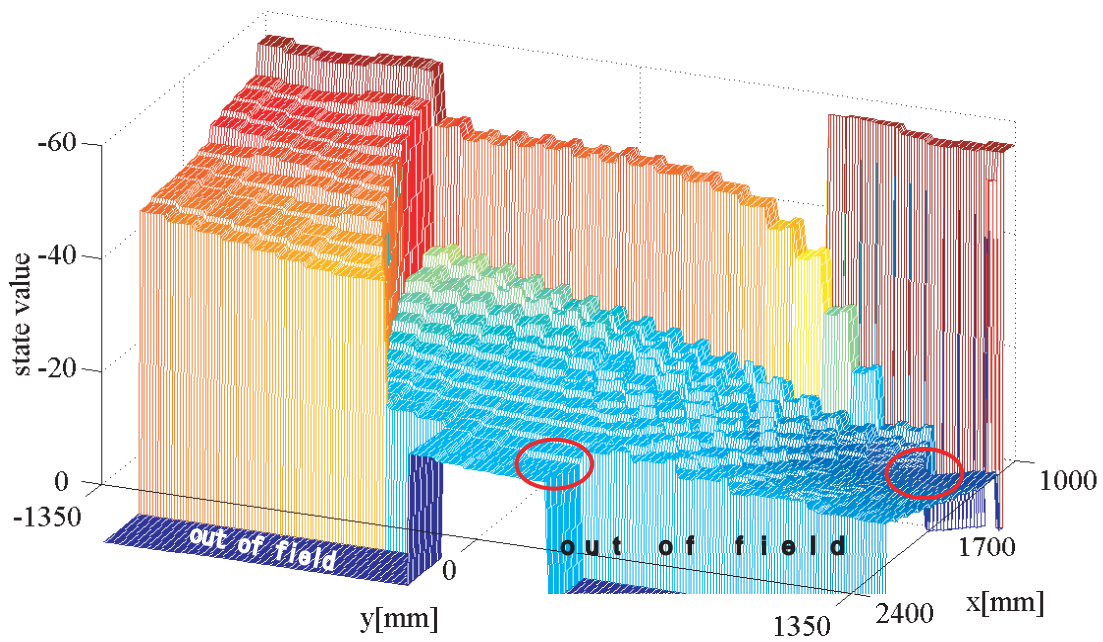 -60
-40
-20
0
state value
-1350
0
1350
y[mm]
1000
1700
2400
x[mm]
out of field
out of field